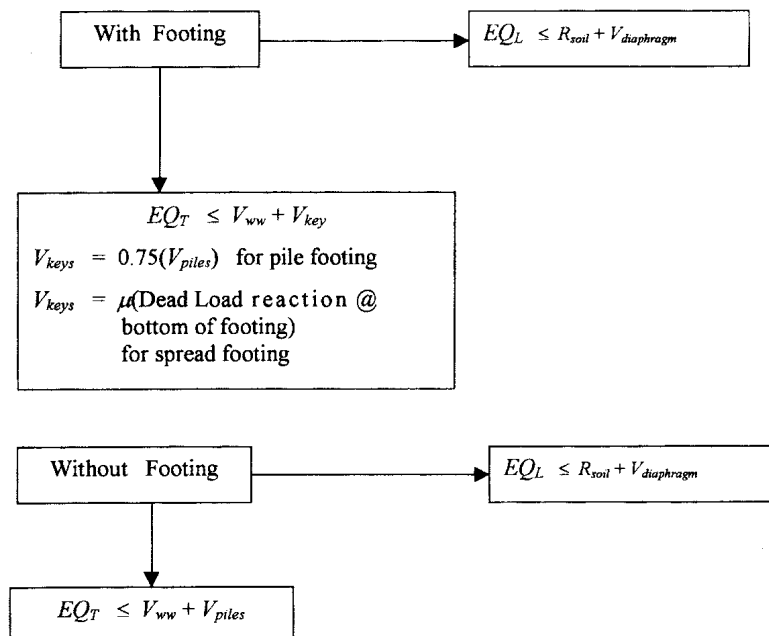 With Footing
EQ_L ≤ R_soil + V_diaphragm
EQ_T ≤ V_ww + V_key
V_keys = 0.75(V_piles) for pile footing
V_keys = μ(Dead Load reaction @
bottom of footing)
for spread footing
Without Footing
EQ_L ≤ R_soil + V_diaphragm
EQ_T ≤ V_ww + V_piles